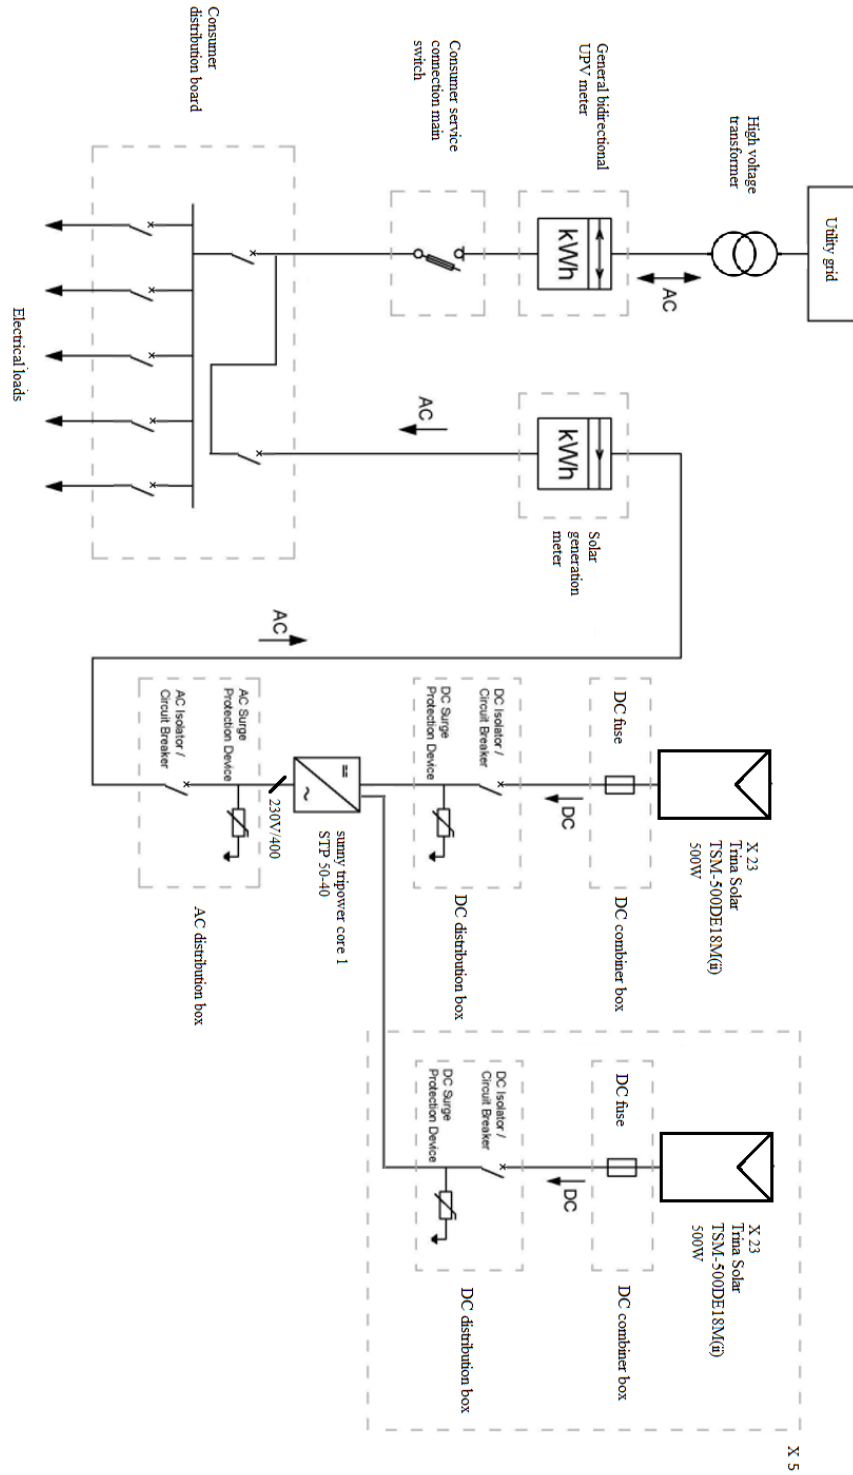 Utility grid
High voltage
transformer
AC
General bidirectional
UPV meter
kWh
Consumer service
connection main
switch
Consumer
distribution board
Electrical loads
AC
kWh
Solar
generation
meter
AC
AC Surge
Protection Device
AC Isolator /
Circuit Breaker
AC distribution box
230V/400
sunny tripower core 1
STP 50-40
DC Isolator /
Circuit Breaker
DC Surge
Protection Device
DC distribution box
DC
DC fuse
DC combiner box
X 23
Trina Solar
TSM-500DE18M(ii)
500W
DC Isolator /
Circuit Breaker
DC Surge
Protection Device
DC distribution box
DC
DC fuse
DC combiner box
X 23
Trina Solar
TSM-500DE18M(ii)
500W
X 5